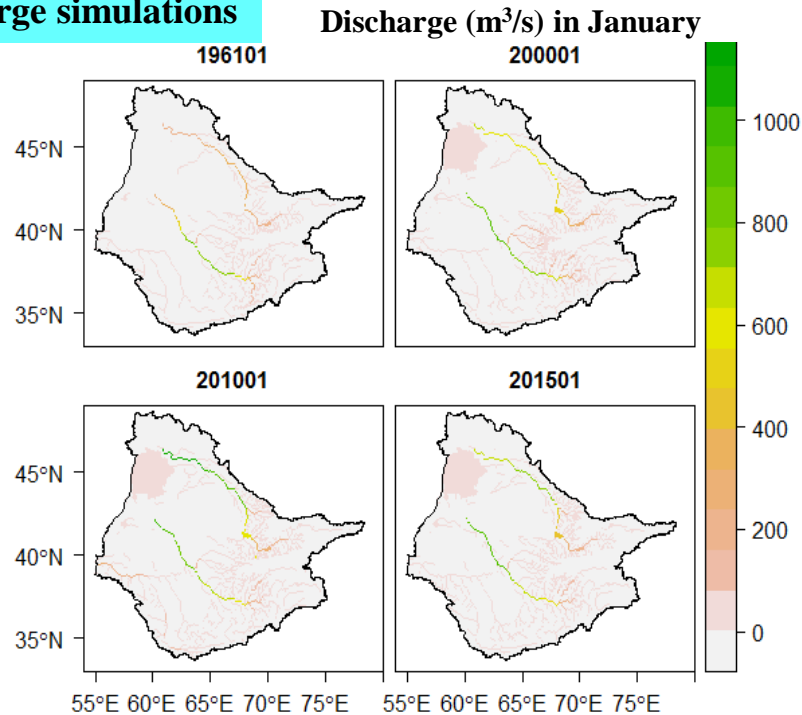 rge simulations
Discharge (m³/s) in January
196101
200001
45°N
40°N
35°N
201001
201501
45°N
40°N
35°N
55°E 60°E 65°E 70°E 75°E
55°E 60°E 65°E 70°E 75°E
1000
800
600
400
200
0